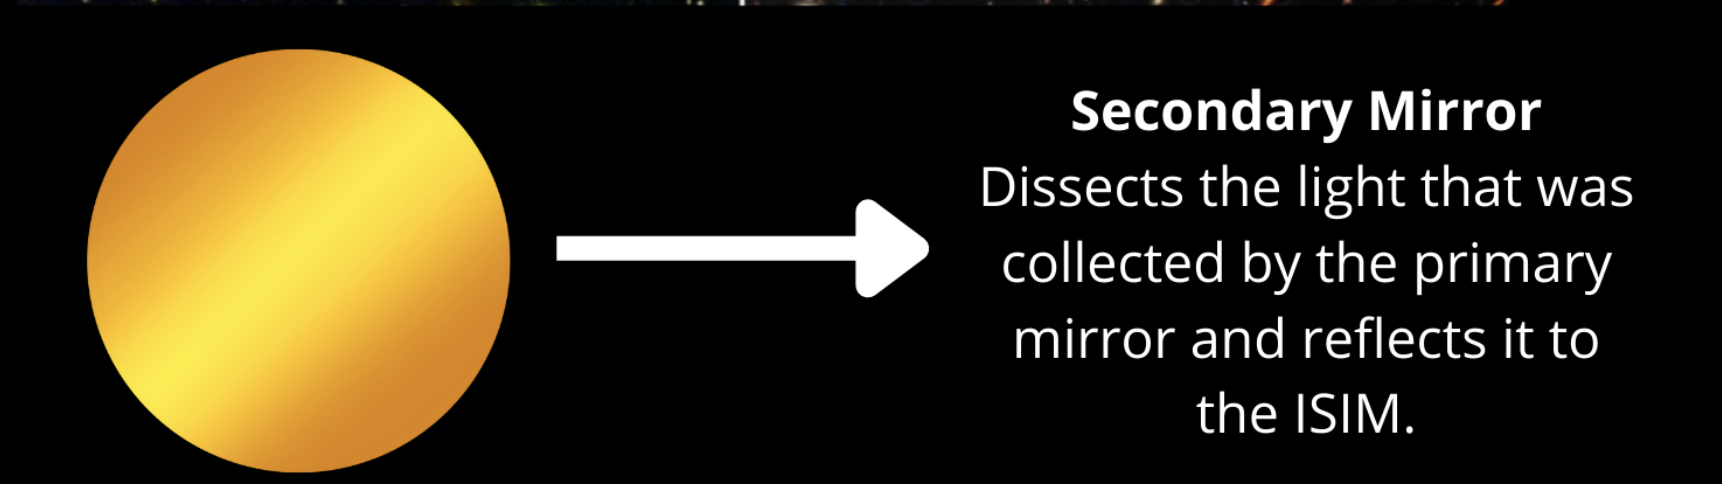 Secondary Mirror
Dissects the light that was
collected by the primary
mirror and reflects it to
the ISIM.